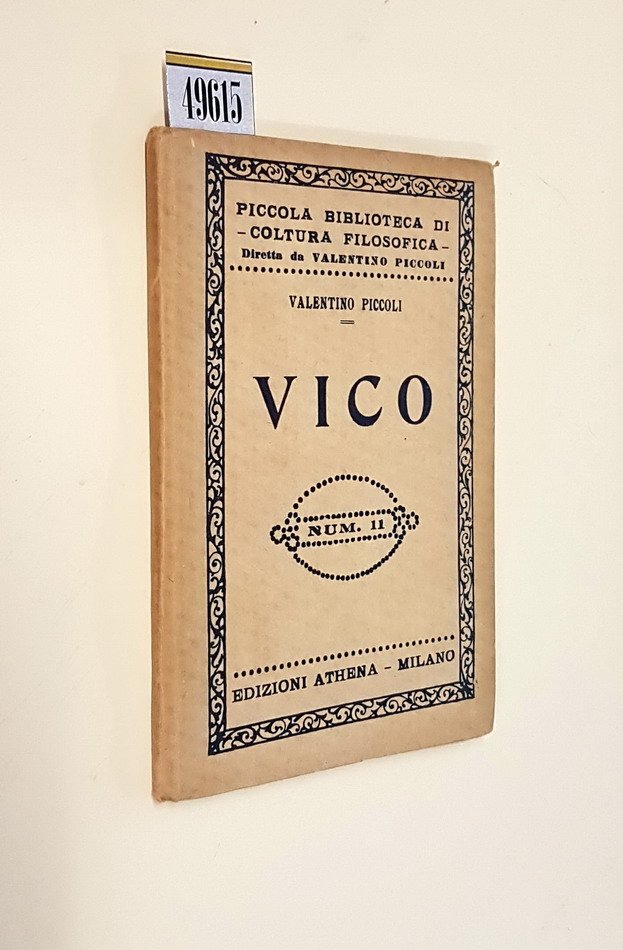 49615
PICCOLA BIBLIOTECA DI
- COLTURA FILOSOFICA -
Diretta da VALENTINO PICCOLI
VALENTINO PICCOLI
VICO
NUM. 11
EDIZIONI ATHENA - MILANO